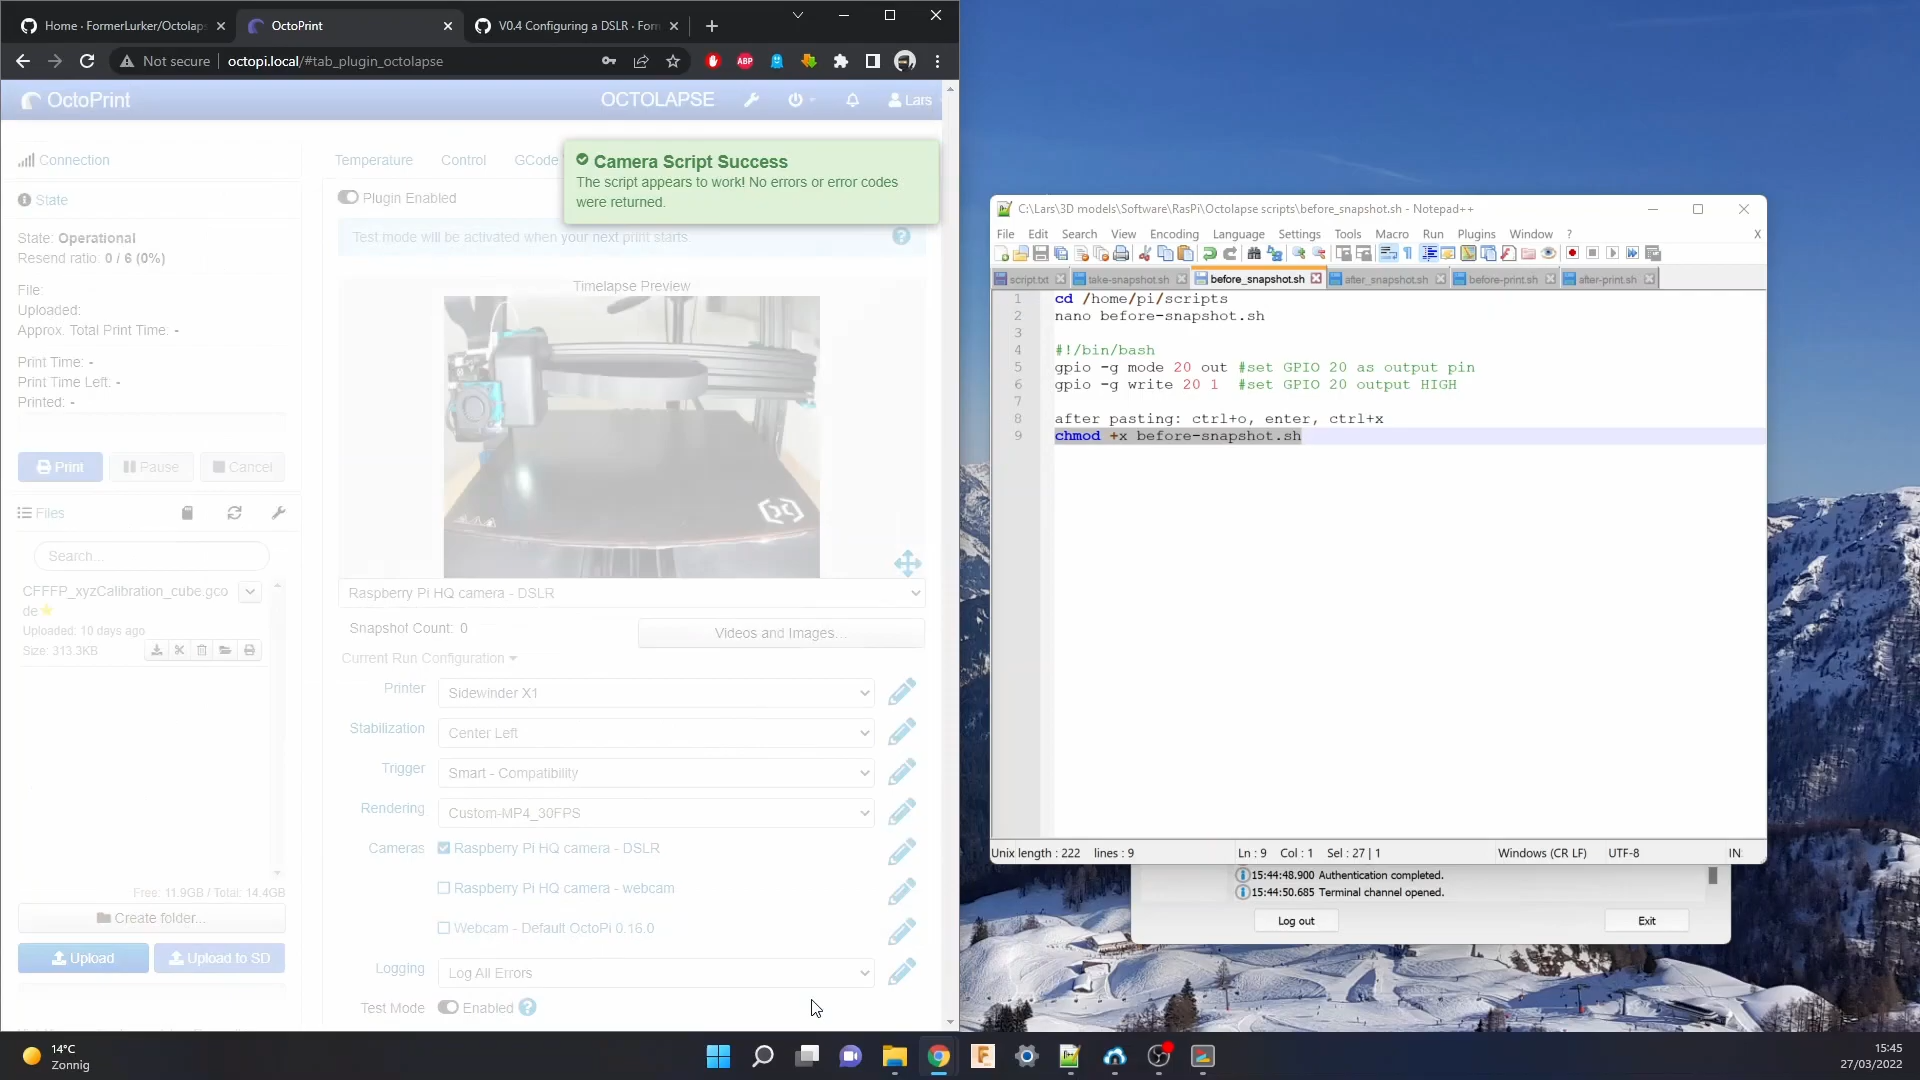 Home · FormerLurker/Octolaps
OctoPrint
V0.4 Configuring a DSLR · Form
Not secure
octopi.local/#tab_plugin_octolapse
ABP
OctoPrint
OCTOLAPSE
Lars
Connection
State
State: Operational
Resend ratio: 0 / 6 (0%)
File:
Uploaded:
Approx. Total Print Time: -
Print Time: -
Print Time Left: -
Printed: -
Print
Pause
Cancel
Files
Search...
CFFFP_xyzCalibration_cube.gco
de
Uploaded: 10 days ago
Size: 313.3KB
Free: 11.9GB / Total: 14.4GB
Create folder...
Upload
Upload to SD
Temperature
Control
GCode
Camera Script Success
The script appears to work! No errors or error codes
were returned.
Plugin Enabled
Test mode will be activated when your next print starts.
Timelapse Preview
Raspberry Pi HQ camera - DSLR
Snapshot Count: 0
Videos and Images...
Current Run Configuration
Printer
Sidewinder X1
Stabilization
Center Left
Trigger
Smart - Compatibility
Rendering
Custom-MP4_30FPS
Cameras
Raspberry Pi HQ camera - DSLR
Raspberry Pi HQ camera - webcam
Webcam - Default OctoPi 0.16.0
Logging
Log All Errors
Test Mode
Enabled
C:\Lars\3D models\Software\RasPi\Octolapse scripts\before_snapshot.sh - Notepad++
File Edit Search View Encoding Language Settings Tools Macro Run Plugins Window ?
X
script.txt
take-snapshot.sh
before_snapshot.sh
after_snapshot.sh
before-print.sh
after-print.sh
1 cd /home/pi/scripts
2 nano before-snapshot.sh
3
4 #!/bin/bash
5 gpio -g mode 20 out #set GPIO 20 as output pin
6 gpio -g write 20 1 #set GPIO 20 output HIGH
7
8 after pasting: ctrl+o, enter, ctrl+x
9 chmod +x before-snapshot.sh
Unix length : 222 lines : 9
Ln : 9 Col : 1 Sel : 27 | 1
Windows (CR LF)
UTF-8
IN
15:44:48.900 Authentication completed.
15:44:50.685 Terminal channel opened.
Log out
Exit
14°C
Zonnig
15:45
27/03/2022